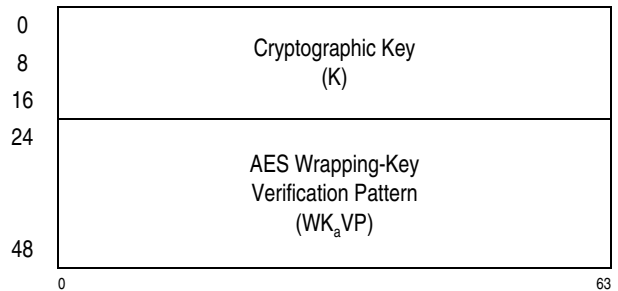 0
8
16
24
48
Cryptographic Key
(K)
AES Wrapping-Key
Verification Pattern
(WKaVP)
0 63